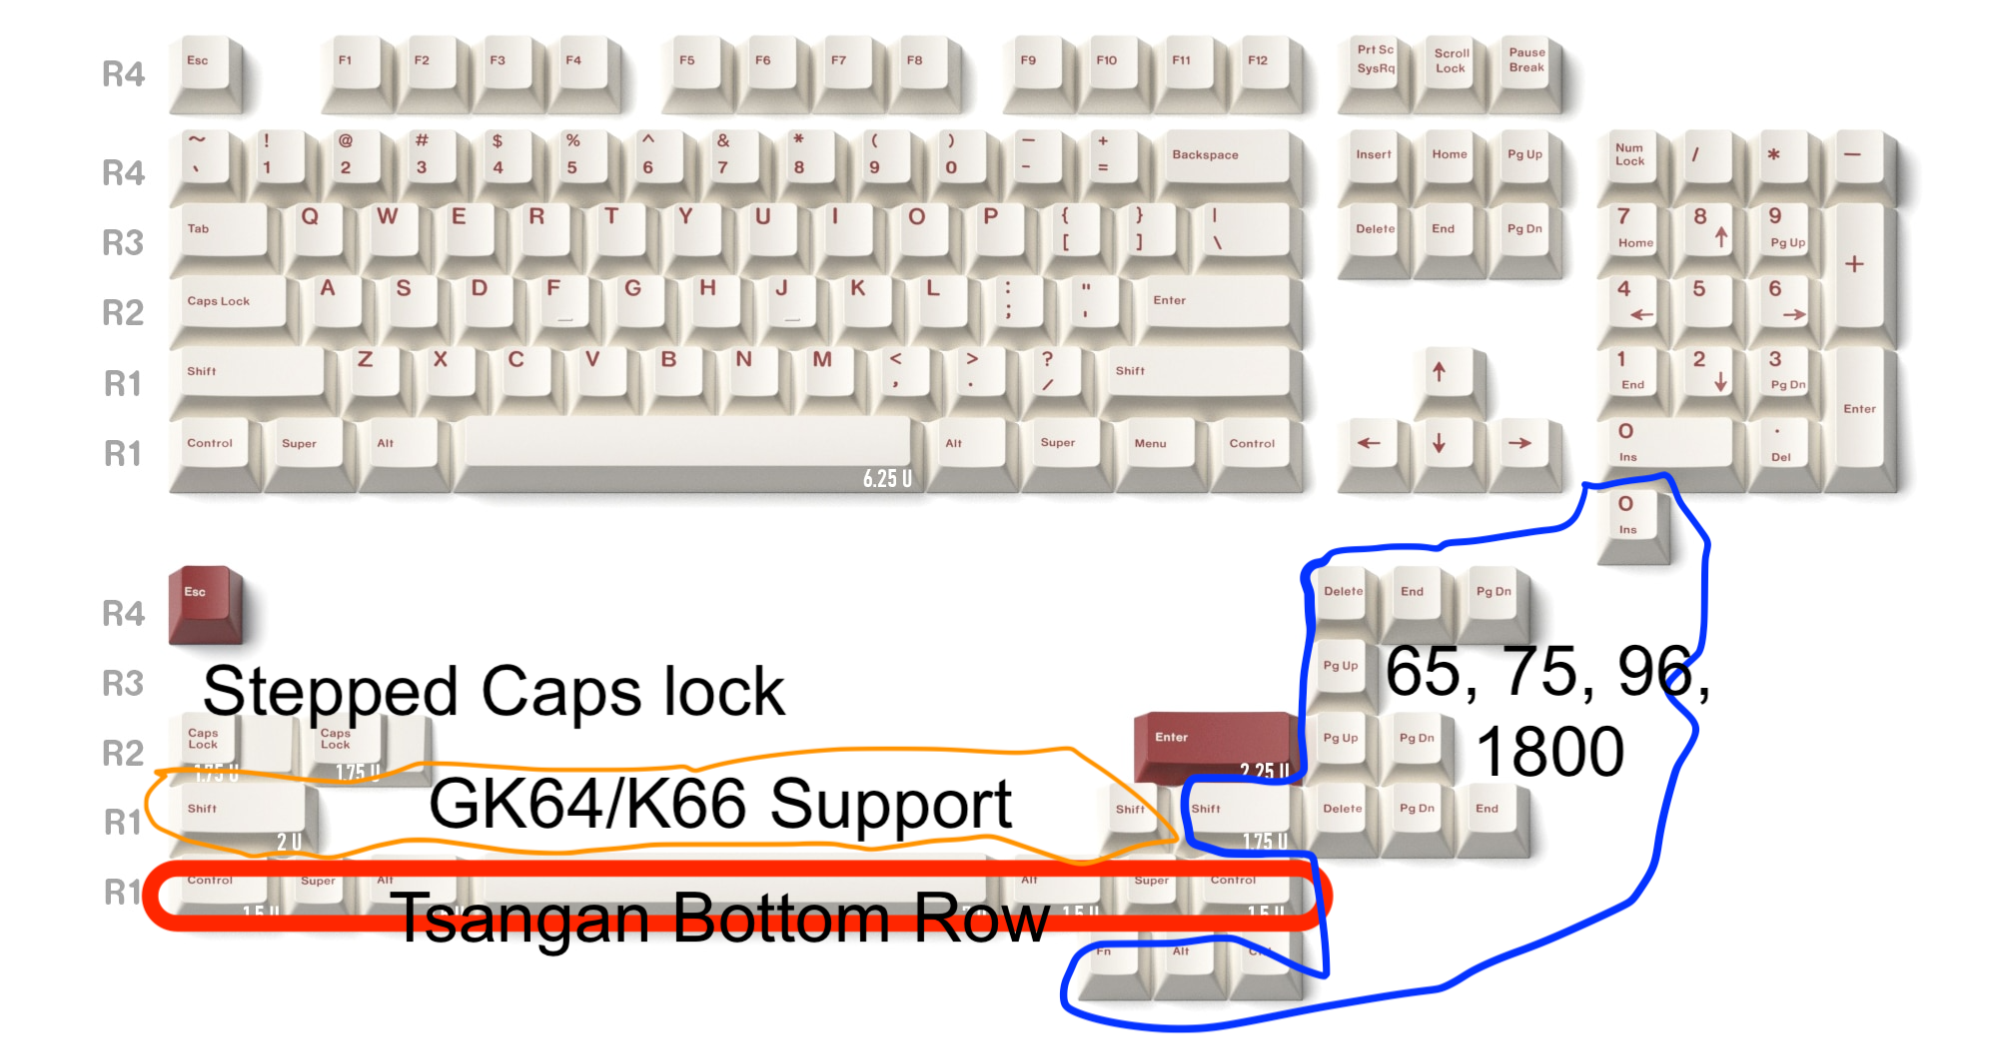 R4 Esc F1 F2 F3 F4 F5 F6 F7 F8 F9 F10 F11 F12 Prt Sc SysRq Scroll Lock Pause Break
R4 ~ ` ! 1 @ 2 # 3 $ 4 % 5 ^ 6 & 7 * 8 ( 9 ) 0 — - + = Backspace Insert Home Pg Up Num Lock / * —
R3 Tab Q W E R T Y U I O P { [ } ] | \ Delete End Pg Dn 7 Home 8 ↑ 9 Pg Up +
R2 Caps Lock A S D F _ G H J _ K L : ; " ' Enter 4 ← 5 6 →
R1 Shift Z X C V B N M < , > . ? / Shift ↑ 1 End 2 ↓ 3 Pg Dn Enter
R1 Control Super Alt 6.25 U Alt Super Menu Control ← ↓ → 0 Ins . Del
0 Ins
R4 Esc Delete End Pg Dn
R3 Stepped Caps lock Pg Up 65, 75, 96,
R2 Caps Lock 1.75 U Caps Lock 1.75 U Enter 2.25 U Pg Up Pg Dn 1800
R1 Shift 2 U GK64/K66 Support Shift Shift 1.75 U Delete Pg Dn End
R1 Control 1.5 U Super Alt Tsangan Bottom Row Alt 1.5 U Super Control 1.5 U
Fn Alt